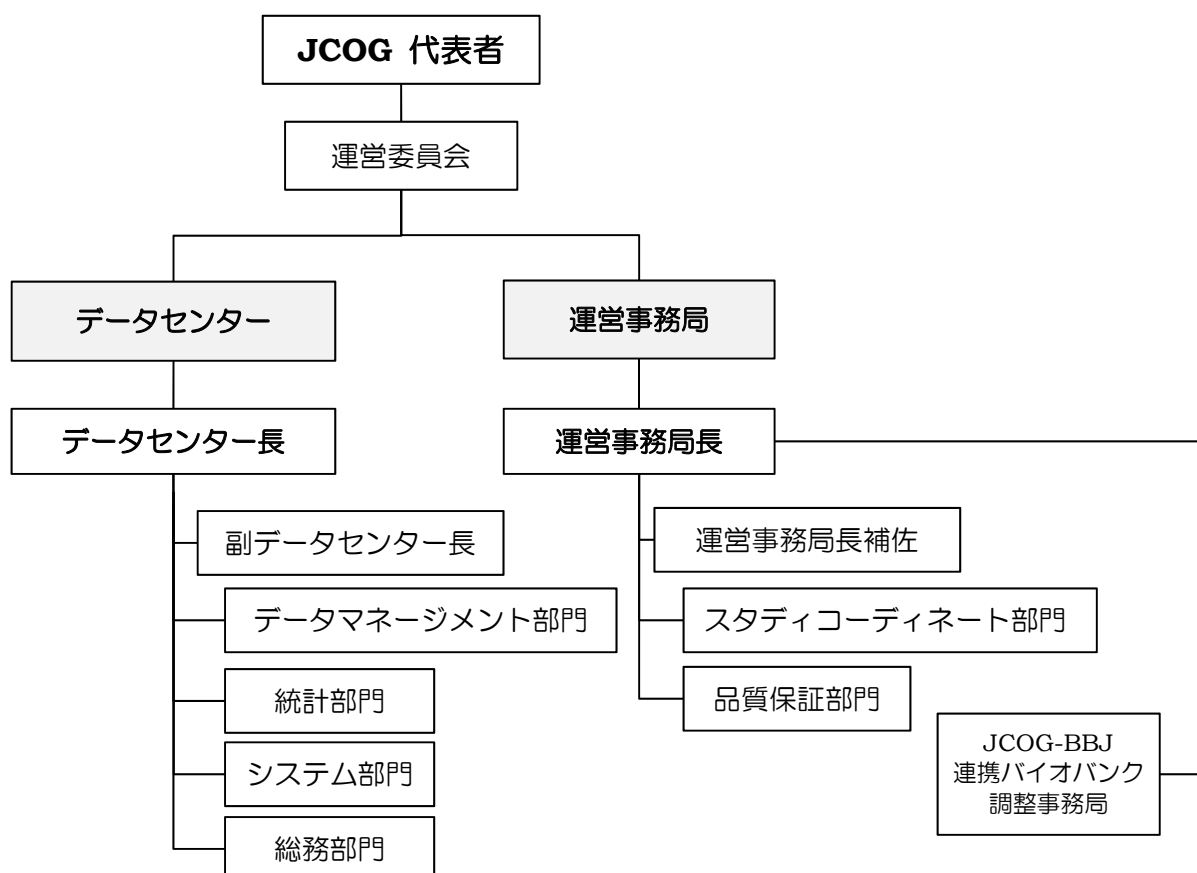 JCOG 代表者
運営委員会
データセンター
運営事務局
データセンター長
運営事務局長
副データセンター長
運営事務局長補佐
データマネージメント部門
スタディコーディネート部門
統計部門
品質保証部門
システム部門
JCOG-BBJ
連携バイオバンク
調整事務局
総務部門